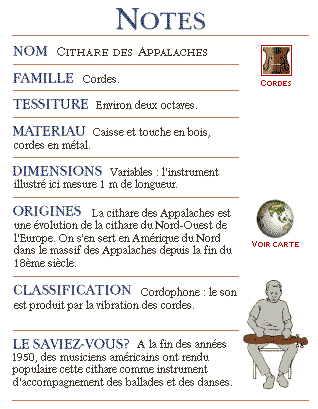 NOTES
NOM CITHARE DES APPALACHES
CORDES
FAMILLE Cordes.
TESSITURE Environ deux octaves.
MATERIAU Caisse et touche en bois,
cordes en métal.
DIMENSIONS Variables : l'instrument
illustré ici mesure 1 m de longueur.
ORIGINES La cithare des Appalaches est
une évolution de la cithare du Nord-Ouest de
l'Europe. On s'en sert en Amérique du Nord
dans le massif des Appalaches depuis la fin du
18ème siècle.
VOIR CARTE
CLASSIFICATION Cordophone : le son
est produit par la vibration des cordes.
LE SAVIEZ-VOUS? A la fin des années
1950, des musiciens américains ont rendu
populaire cette cithare comme instrument
d'accompagnement des ballades et des danses.